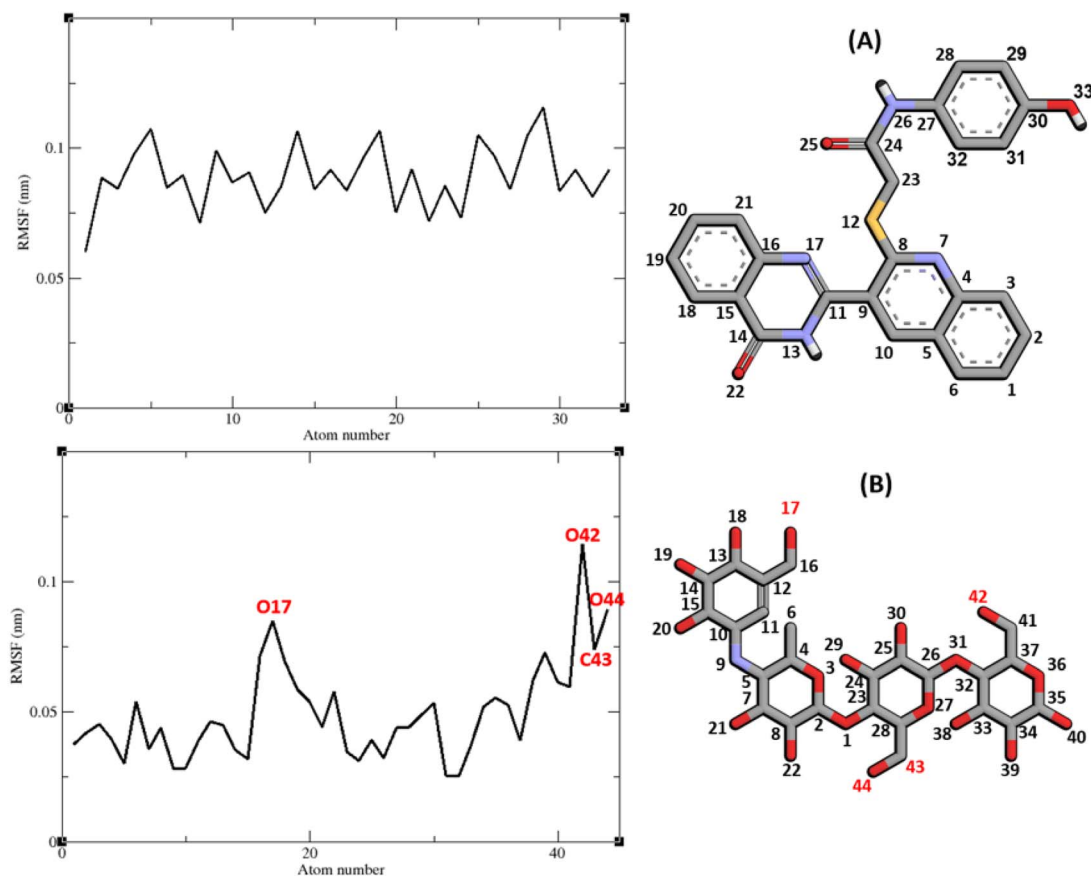 (A)
RMSF (nm)
0.1
0.05
0
0 10 20 30
Atom number
28 29
33
26 27 30
25 24 32 31
23
20 21 12 7
16 17 8
19 4 3
18 15 11 9 2
14 13 10 5
22 6 1
(B)
RMSF (nm)
0.1
0.05
0
0 20 40
Atom number
O42
O17
O44
C43
18 17
19 13 16 42
14 12 41
15 6 30
20 10 11 31 37
29 25 26 36
9 4 3 24 32 35
5 23 27
7 33 34
21 8 2 1 28 38 40
22 43 39
44